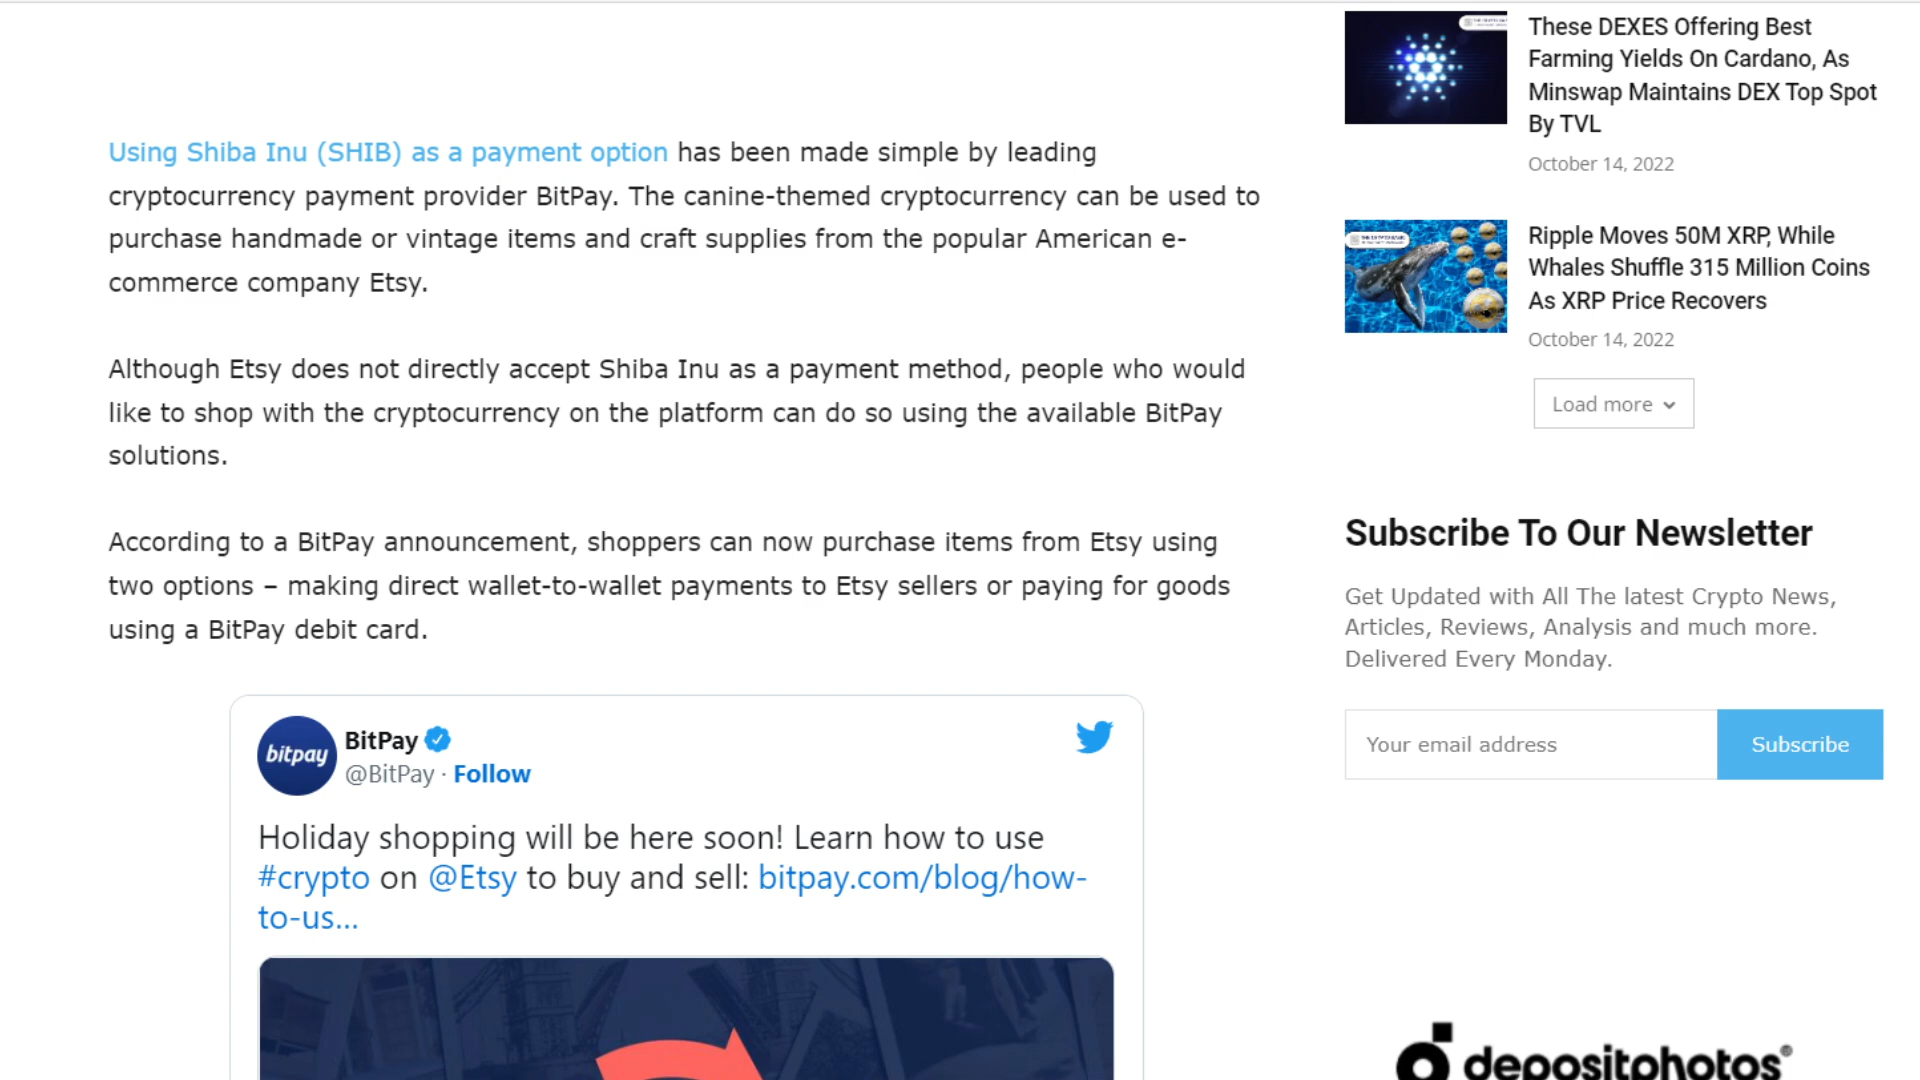 Using Shiba Inu (SHIB) as a payment option has been made simple by leading
cryptocurrency payment provider BitPay. The canine-themed cryptocurrency can be used to
purchase handmade or vintage items and craft supplies from the popular American e-
commerce company Etsy.
Although Etsy does not directly accept Shiba Inu as a payment method, people who would
like to shop with the cryptocurrency on the platform can do so using the available BitPay
solutions.
According to a BitPay announcement, shoppers can now purchase items from Etsy using
two options – making direct wallet-to-wallet payments to Etsy sellers or paying for goods
using a BitPay debit card.
bitpay
BitPay
@BitPay · Follow
Holiday shopping will be here soon! Learn how to use
#crypto on @Etsy to buy and sell: bitpay.com/blog/how-
to-us...
These DEXES Offering Best
Farming Yields On Cardano, As
Minswap Maintains DEX Top Spot
By TVL
October 14, 2022
Ripple Moves 50M XRP, While
Whales Shuffle 315 Million Coins
As XRP Price Recovers
October 14, 2022
Load more
Subscribe To Our Newsletter
Get Updated with All The latest Crypto News,
Articles, Reviews, Analysis and much more.
Delivered Every Monday.
Your email address
Subscribe
depositphotos®